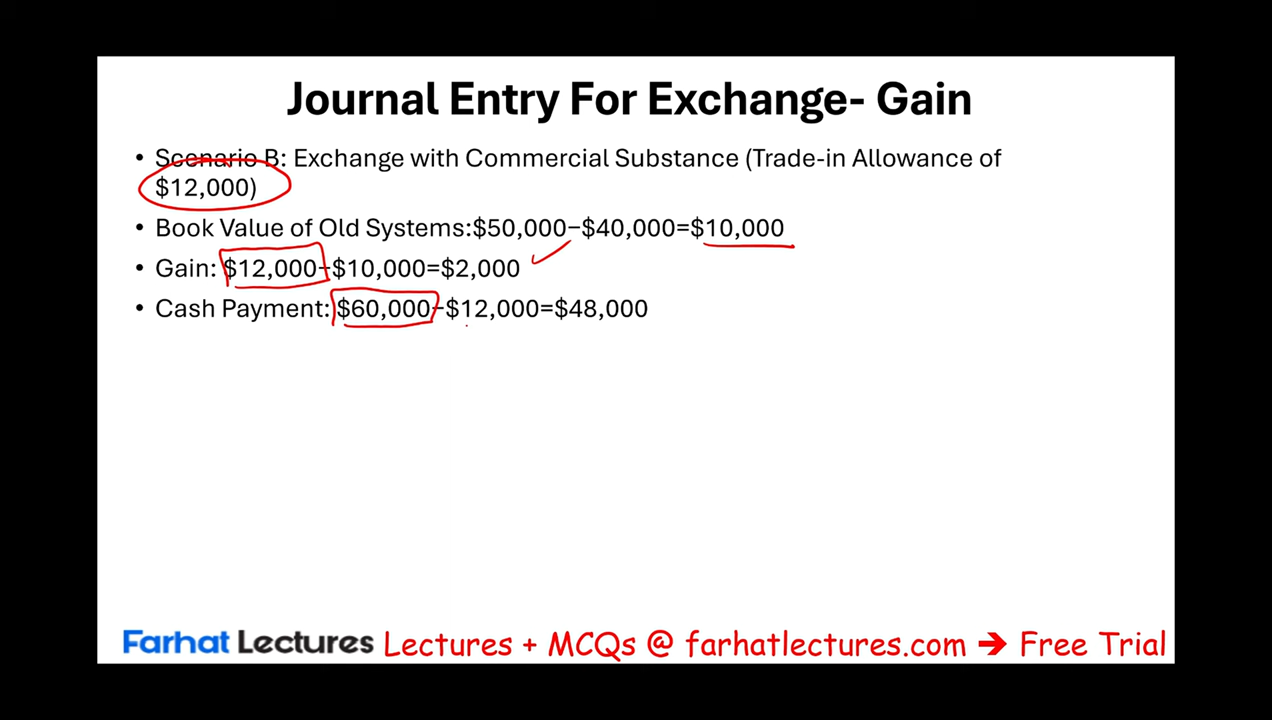 Journal Entry For Exchange- Gain
• Scenario B: Exchange with Commercial Substance (Trade-in Allowance of
$12,000)
• Book Value of Old Systems:$50,000−$40,000=$10,000
• Gain: $12,000−$10,000=$2,000
• Cash Payment: $60,000−$12,000=$48,000
Farhat Lectures Lectures + MCQs @ farhatlectures.com ➔ Free Trial